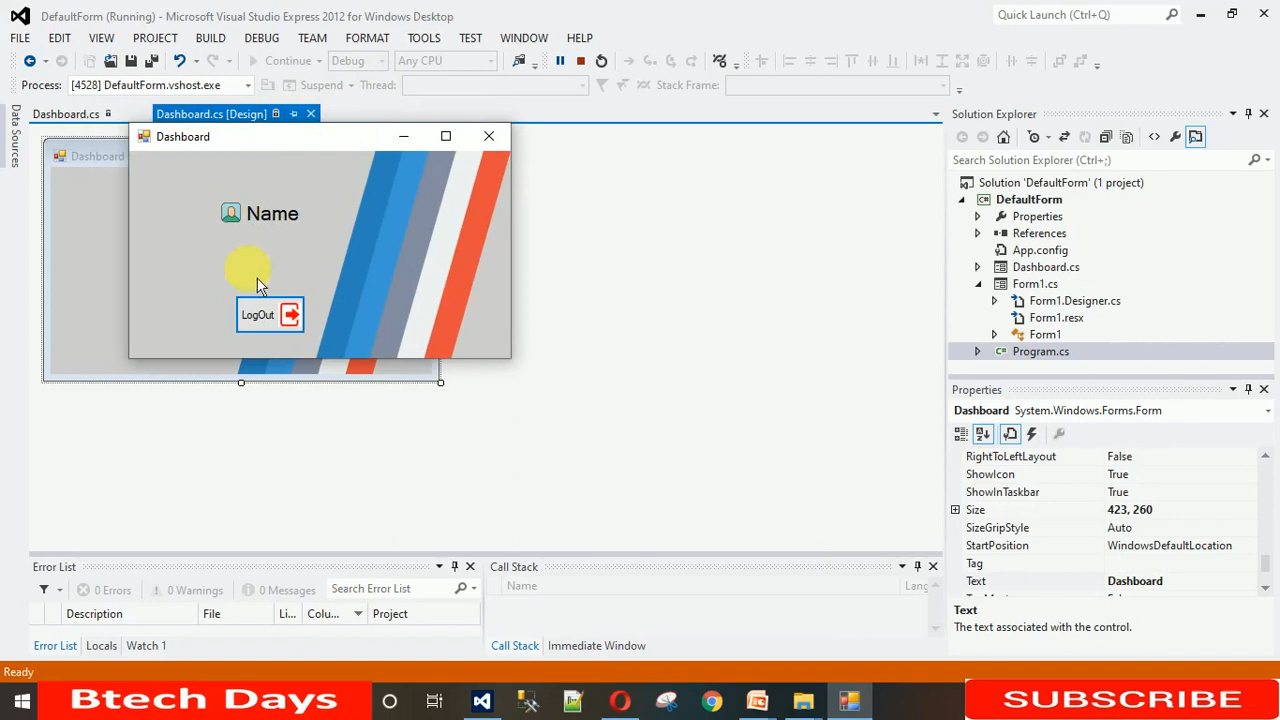 DefaultForm (Running) - Microsoft Visual Studio Express 2012 for Windows Desktop
Quick Launch (Ctrl+Q)
FILE EDIT VIEW PROJECT BUILD DEBUG TEAM FORMAT TOOLS TEST WINDOW HELP
Continue Debug Any CPU
Process: [4528] DefaultForm.vshost.exe Suspend Thread: Stack Frame:
Data Sources
Dashboard.cs Dashboard.cs [Design]
Dashboard
Dashboard
Name
LogOut
Solution Explorer
Search Solution Explorer (Ctrl+;)
Solution 'DefaultForm' (1 project)
DefaultForm
Properties
References
App.config
Dashboard.cs
Form1.cs
Form1.Designer.cs
Form1.resx
Form1
Program.cs
Properties
Dashboard System.Windows.Forms.Form
RightToLeftLayout False
ShowIcon True
ShowInTaskbar True
Size 423, 260
SizeGripStyle Auto
StartPosition WindowsDefaultLocation
Tag
Text Dashboard
Text
The text associated with the control.
Error List
0 Errors 0 Warnings 0 Messages Search Error List
Description File Li... Colu... Project
Error List Locals Watch 1
Call Stack
Name Lang
Call Stack Immediate Window
Ready
Btech Days
SUBSCRIBE